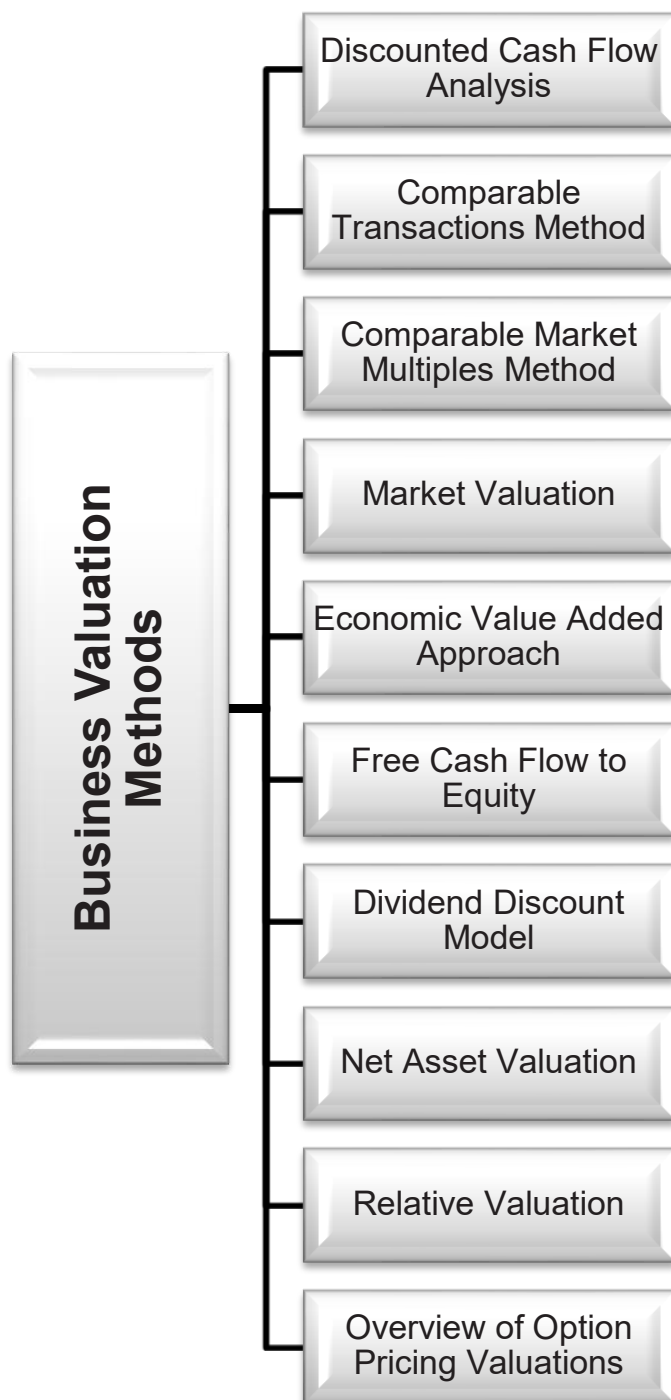 Business Valuation
Methods
Discounted Cash Flow
Analysis
Comparable
Transactions Method
Comparable Market
Multiples Method
Market Valuation
Economic Value Added
Approach
Free Cash Flow to
Equity
Dividend Discount
Model
Net Asset Valuation
Relative Valuation
Overview of Option
Pricing Valuations